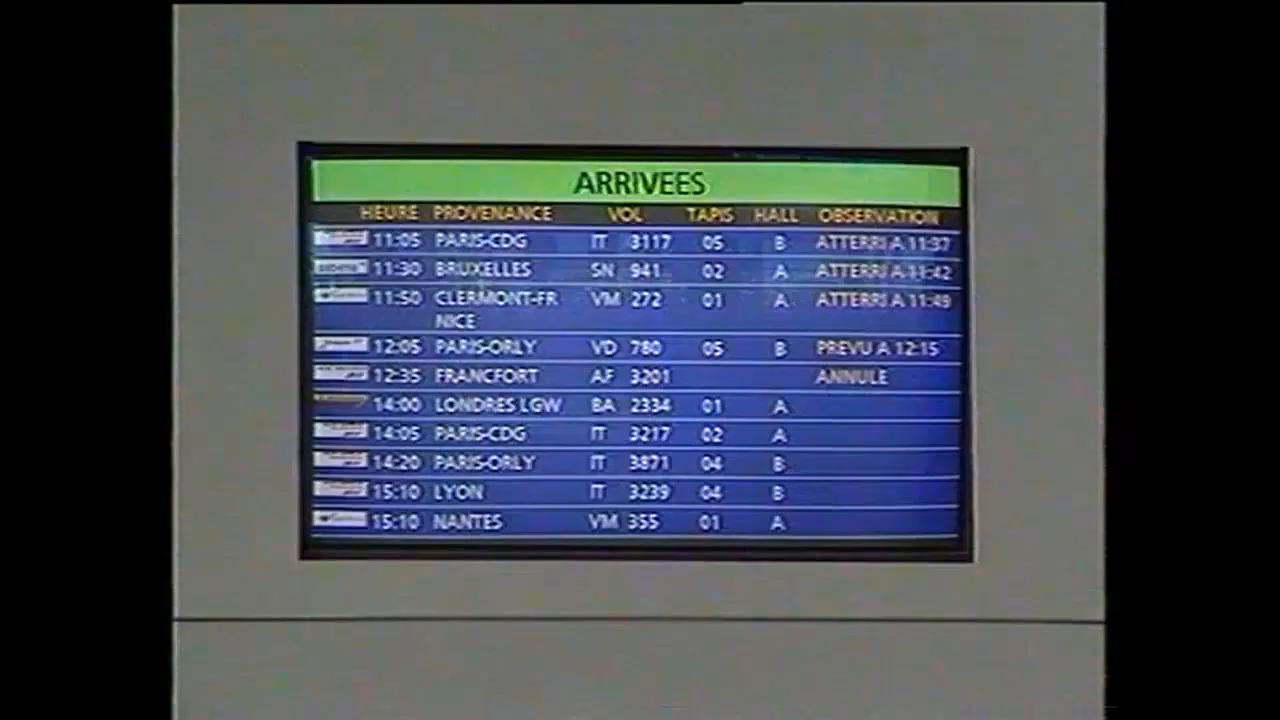 ARRIVEES
HEURE PROVENANCE VOL TAPIS HALL OBSERVATION
11:05 PARIS-CDG IT 3117 05 B ATTERRI A 11:37
11:30 BRUXELLES SN 941 02 A ATTERRI A 11:42
11:50 CLERMONT-FR VM 272 01 A ATTERRI A 11:49
NICE
12:05 PARIS-ORLY VD 780 05 B PREVU A 12:15
12:35 FRANCFORT AF 3201 ANNULE
14:00 LONDRES LGW BA 2334 01 A
14:05 PARIS-CDG IT 3217 02 A
14:20 PARIS-ORLY IT 3871 04 B
15:10 LYON IT 3239 04 B
15:10 NANTES VM 355 01 A